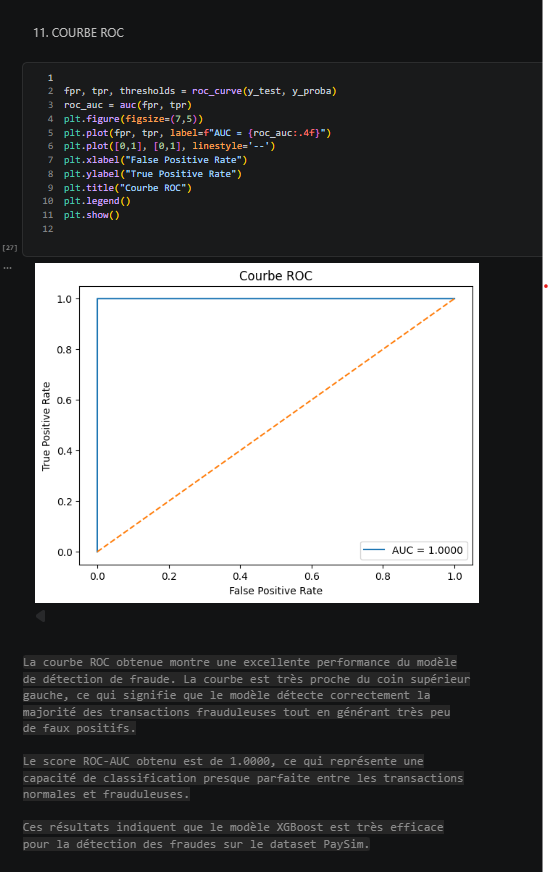 11. COURBE ROC
1
2 fpr, tpr, thresholds = roc_curve(y_test, y_proba)
3 roc_auc = auc(fpr, tpr)
4 plt.figure(figsize=(7,5))
5 plt.plot(fpr, tpr, label=f"AUC = {roc_auc:.4f}")
6 plt.plot([0,1], [0,1], linestyle='--')
7 plt.xlabel("False Positive Rate")
8 plt.ylabel("True Positive Rate")
9 plt.title("Courbe ROC")
10 plt.legend()
11 plt.show()
12
[27]
...
Courbe ROC
1.0
0.8
0.6
0.4
0.2
0.0
True Positive Rate
AUC = 1.0000
0.0 0.2 0.4 0.6 0.8 1.0
False Positive Rate
La courbe ROC obtenue montre une excellente performance du modèle
de détection de fraude. La courbe est très proche du coin supérieur
gauche, ce qui signifie que le modèle détecte correctement la
majorité des transactions frauduleuses tout en générant très peu
de faux positifs.
Le score ROC-AUC obtenu est de 1.0000, ce qui représente une
capacité de classification presque parfaite entre les transactions
normales et frauduleuses.
Ces résultats indiquent que le modèle XGBoost est très efficace
pour la détection des fraudes sur le dataset PaySim.